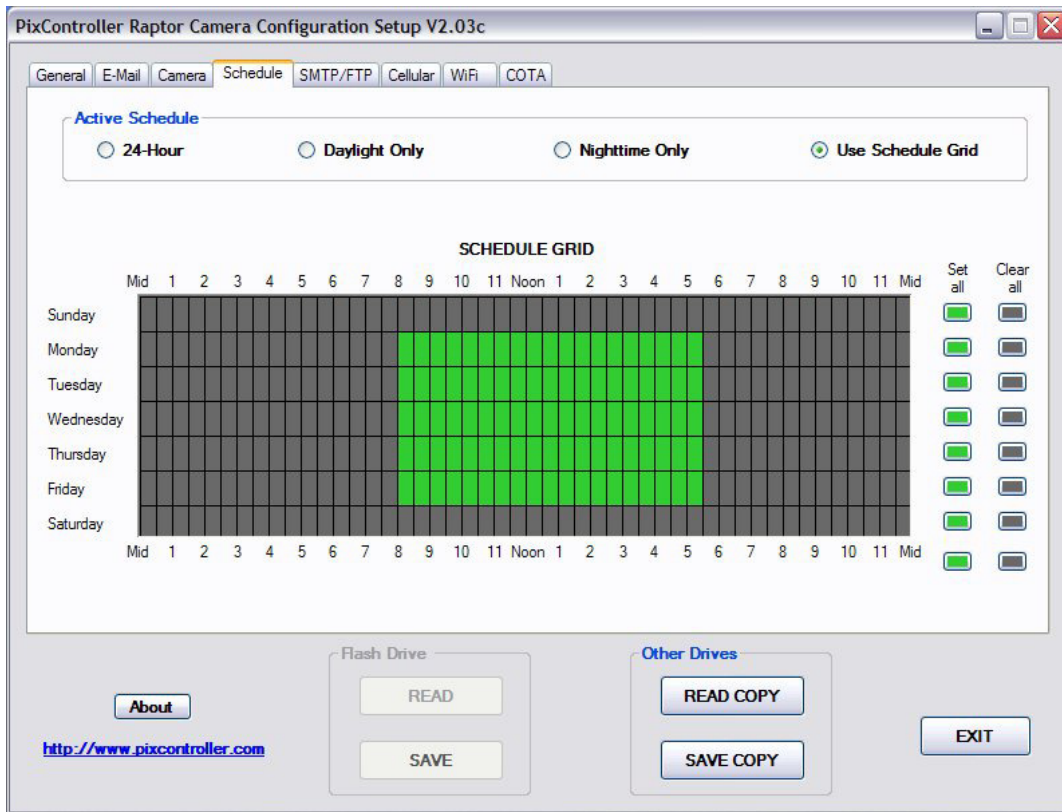 PixController Raptor Camera Configuration Setup V2.03c
General E-Mail Camera Schedule SMTP/FTP Cellular WiFi COTA
Active Schedule
24-Hour Daylight Only Nighttime Only Use Schedule Grid
SCHEDULE GRID
Set all Clear all
Mid 1 2 3 4 5 6 7 8 9 10 11 Noon 1 2 3 4 5 6 7 8 9 10 11 Mid
Sunday
Monday
Tuesday
Wednesday
Thursday
Friday
Saturday
Mid 1 2 3 4 5 6 7 8 9 10 11 Noon 1 2 3 4 5 6 7 8 9 10 11 Mid
Flash Drive
READ
SAVE
Other Drives
READ COPY
SAVE COPY
About
http://www.pixcontroller.com
EXIT